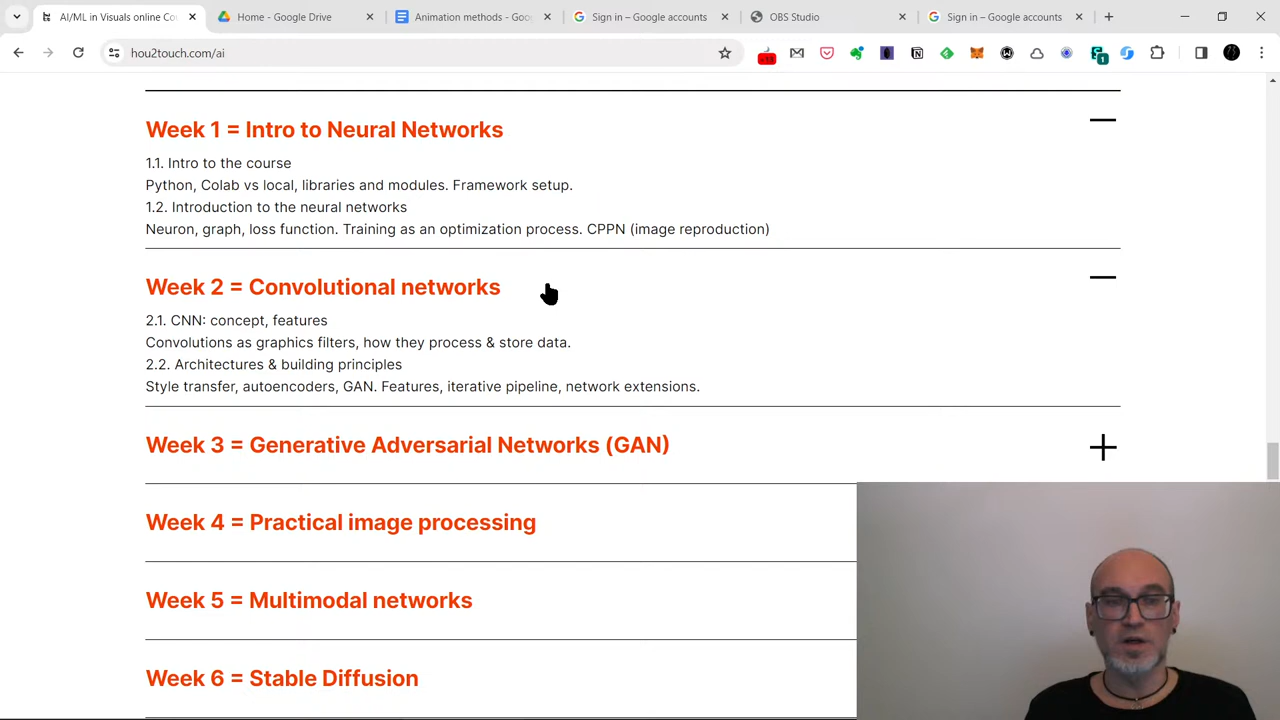 AI/ML in Visuals online Co
Home - Google Drive
Animation methods - Goo
Sign in – Google accounts
OBS Studio
Sign in – Google accounts
hou2touch.com/ai
Week 1 = Intro to Neural Networks
1.1. Intro to the course
Python, Colab vs local, libraries and modules. Framework setup.
1.2. Introduction to the neural networks
Neuron, graph, loss function. Training as an optimization process. CPPN (image reproduction)
Week 2 = Convolutional networks
2.1. CNN: concept, features
Convolutions as graphics filters, how they process & store data.
2.2. Architectures & building principles
Style transfer, autoencoders, GAN. Features, iterative pipeline, network extensions.
Week 3 = Generative Adversarial Networks (GAN)
Week 4 = Practical image processing
Week 5 = Multimodal networks
Week 6 = Stable Diffusion